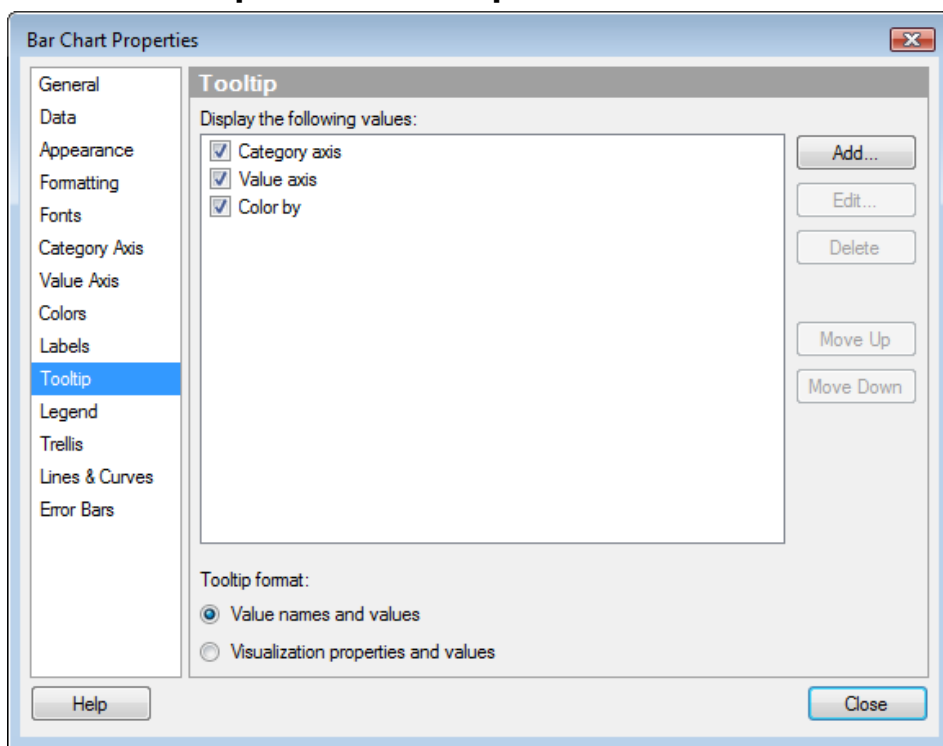 Bar Chart Properties
General
Data
Appearance
Formatting
Fonts
Category Axis
Value Axis
Colors
Labels
Tooltip
Legend
Trellis
Lines & Curves
Error Bars
Tooltip
Display the following values:
Category axis
Value axis
Color by
Add...
Edit...
Delete
Move Up
Move Down
Tooltip format:
Value names and values
Visualization properties and values
Help
Close